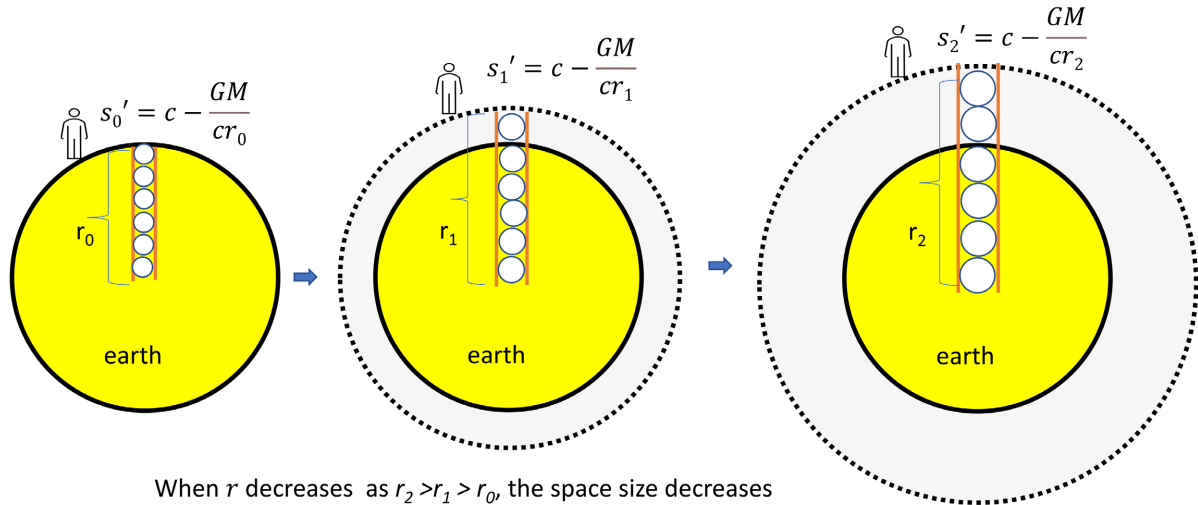 s₀′ = c − GM/cr₀
s₁′ = c − GM/cr₁
s₂′ = c − GM/cr₂
r₀
r₁
r₂
earth
earth
earth
When r decreases as r₂ >r₁ > r₀, the space size decreases